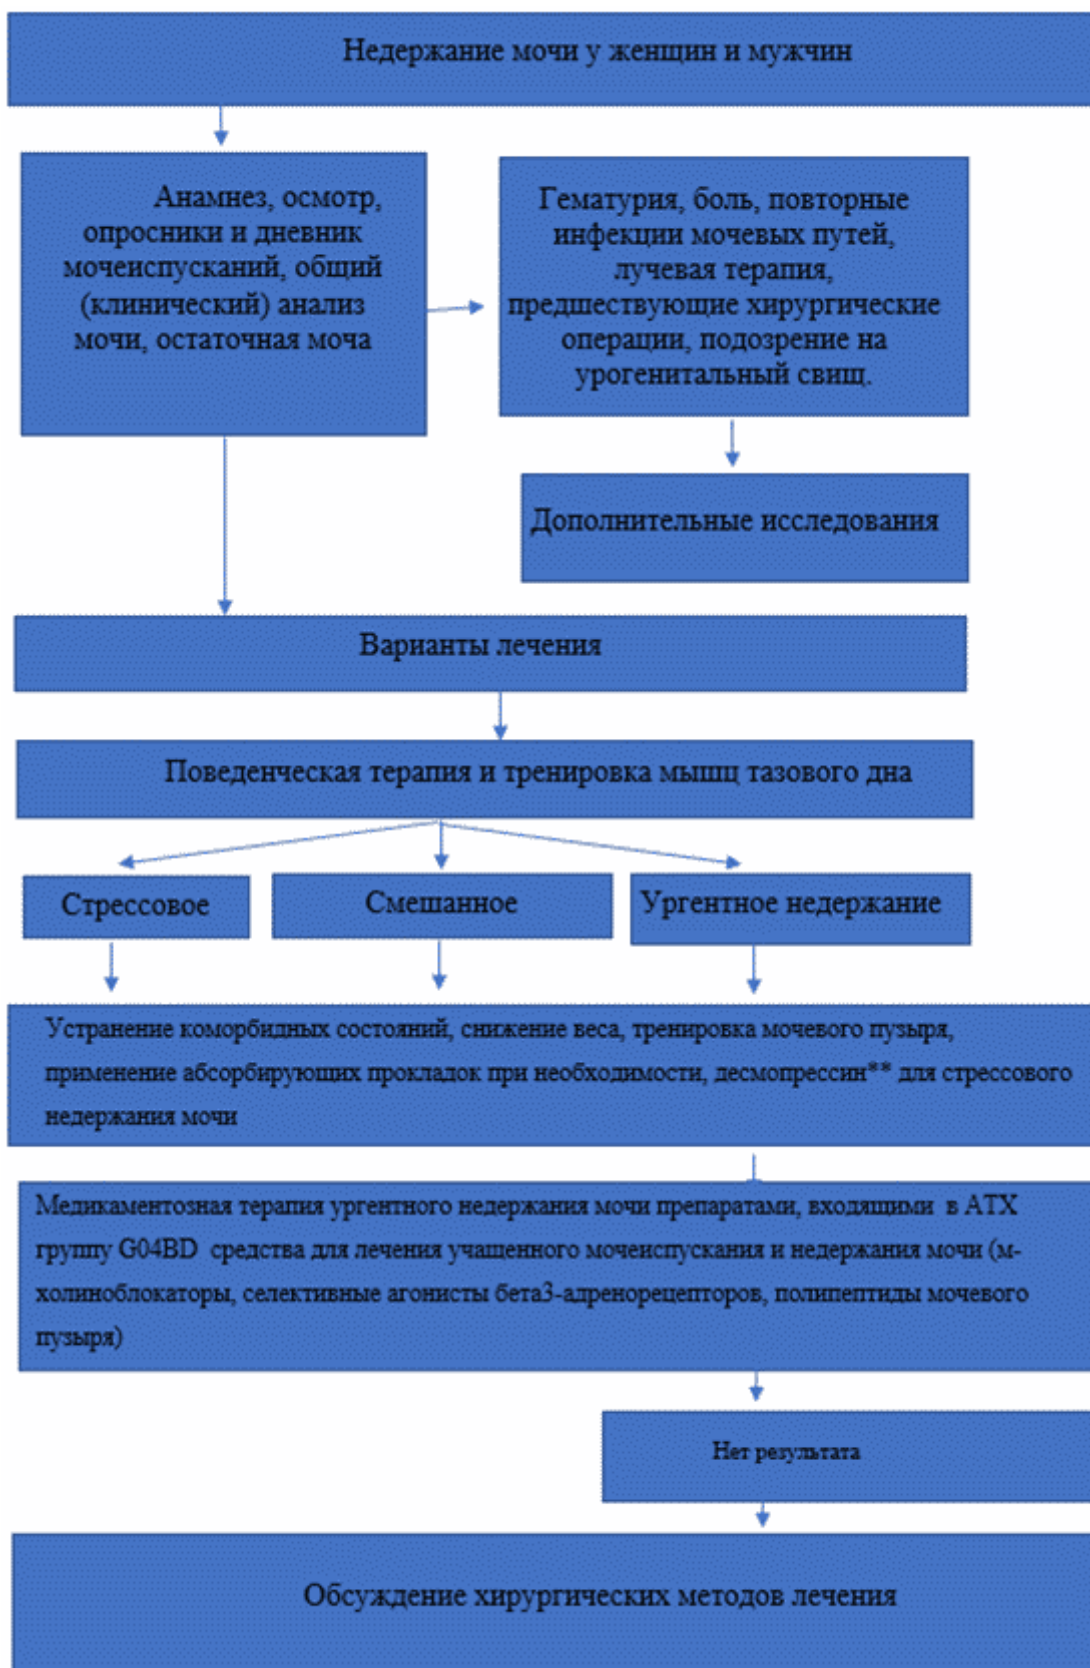 Недержание мочи у женщин и мужчин
Анамнез, осмотр,
опросники и дневник
мочеиспусканий, общий
(клинический) анализ
мочи, остаточная моча
Гематурия, боль, повторные
инфекции мочевых путей,
лучевая терапия,
предшествующие хирургические
операции, подозрение на
урогенитальный свищ.
Дополнительные исследования
Варианты лечения
Поведенческая терапия и тренировка мышц тазового дна
Стрессовое
Смешанное
Ургентное недержание
Устранение коморбидных состояний, снижение веса, тренировка мочевого пузыря,
применение абсорбирующих прокладок при необходимости, десмопрессин** для стрессового
недержания мочи
Медикаментозная терапия ургентного недержания мочи препаратами, входящими в АТХ
группу G04BD средства для лечения учащенного мочеиспускания и недержания мочи (м-
холиноблокаторы, селективные агонисты бета3-адренорецепторов, полипептиды мочевого
пузыря)
Нет результата
Обсуждение хирургических методов лечения